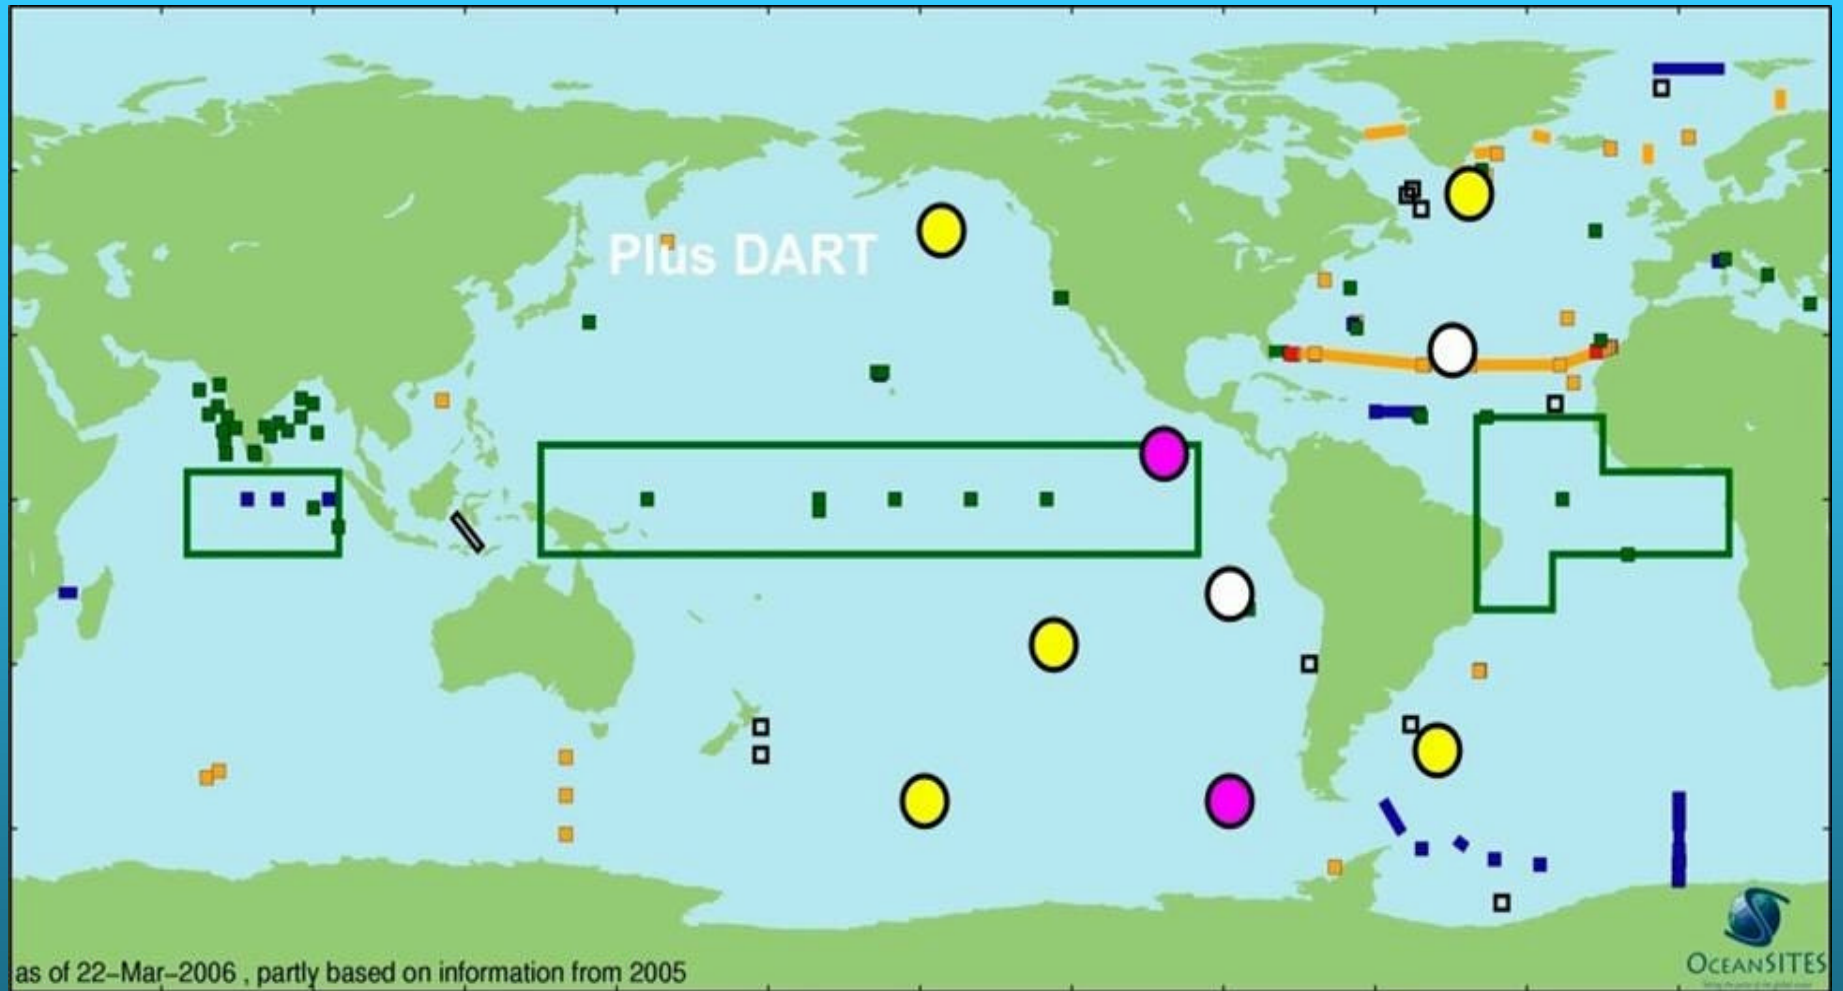 Plus DART
as of 22-Mar-2006 , partly based on information from 2005
OCEANSITES